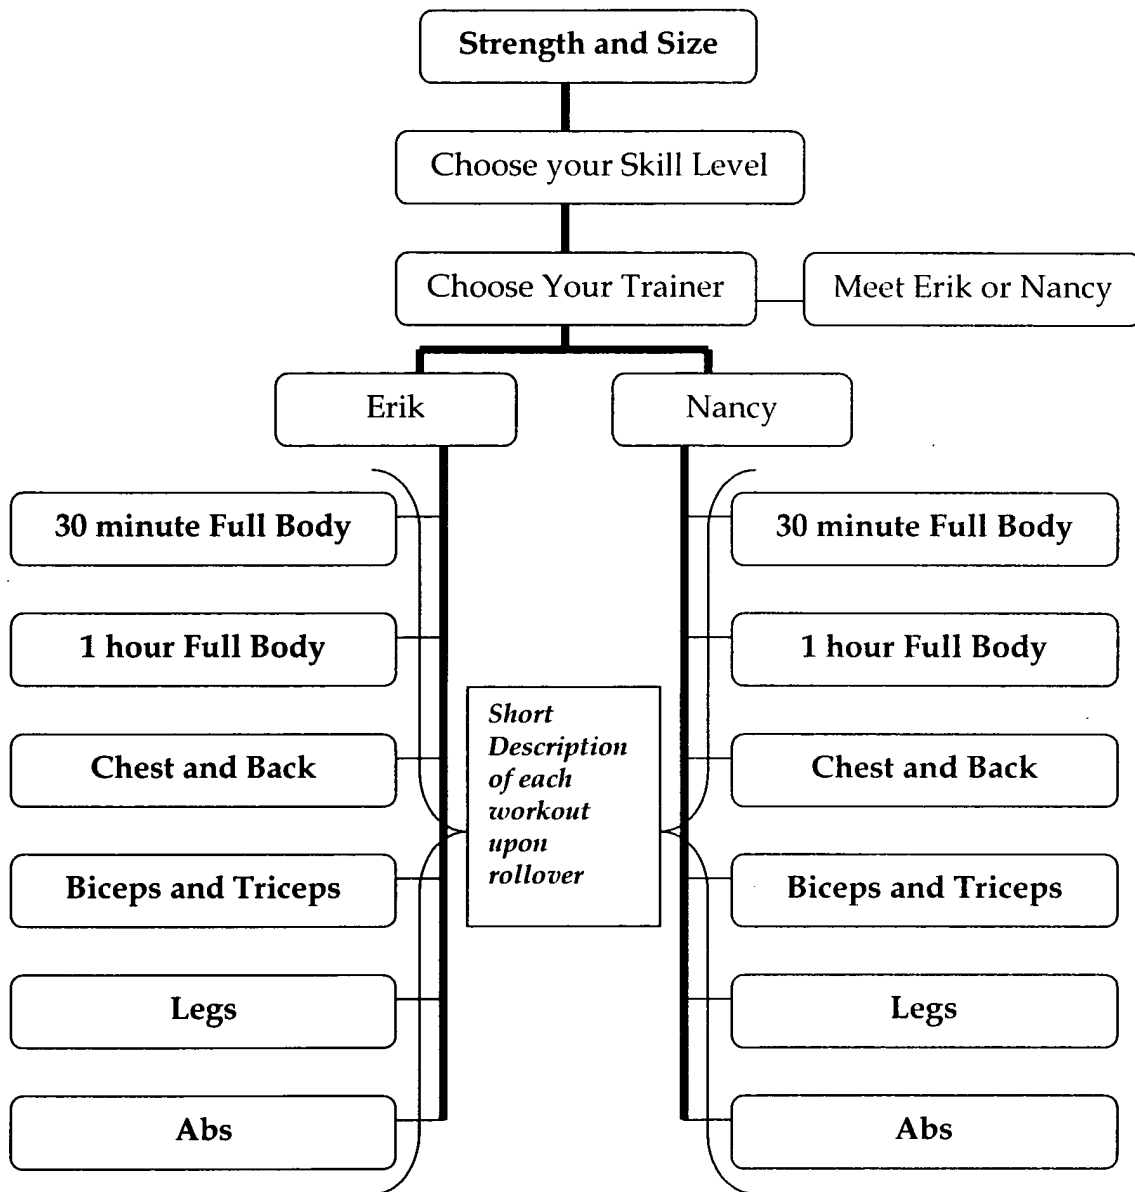 Strength and Size
Choose your Skill Level
Choose Your Trainer
Meet Erik or Nancy
Erik
Nancy
30 minute Full Body
1 hour Full Body
Chest and Back
Biceps and Triceps
Legs
Abs
Short
Description
of each
workout
upon
rollover
30 minute Full Body
1 hour Full Body
Chest and Back
Biceps and Triceps
Legs
Abs